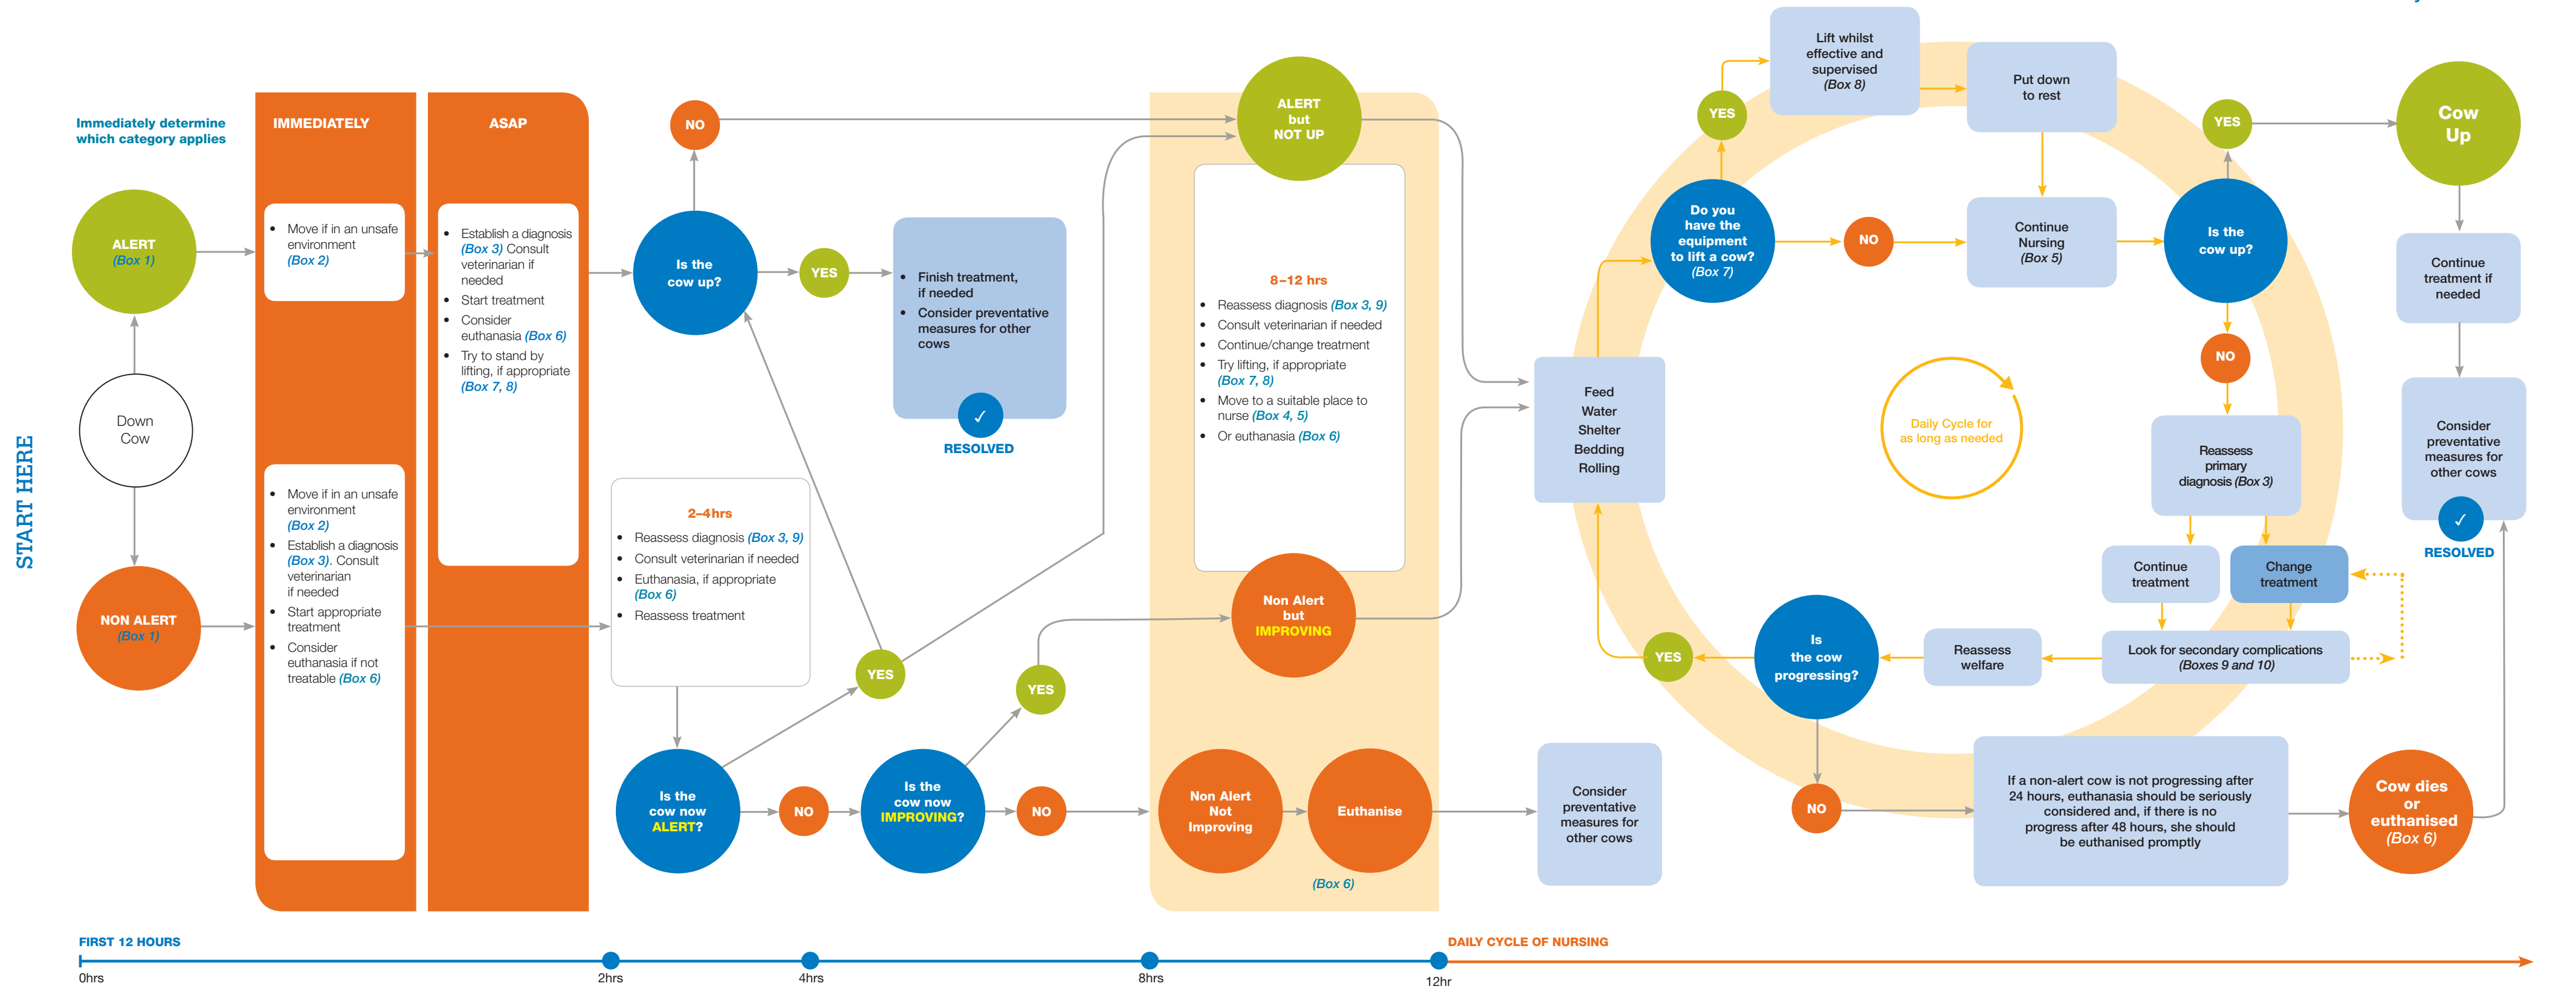 START HERE
Immediately determine
which category applies
ALERT
(Box 1)
Down
Cow
NON ALERT
(Box 1)
IMMEDIATELY
• Move if in an unsafe
environment
(Box 2)
• Move if in an unsafe
environment
(Box 2)
• Establish a diagnosis
(Box 3). Consult
veterinarian
if needed
• Start appropriate
treatment
• Consider
euthanasia if not
treatable (Box 6)
ASAP
• Establish a diagnosis
(Box 3) Consult
veterinarian if
needed
• Start treatment
• Consider
euthanasia (Box 6)
• Try to stand by
lifting, if appropriate
(Box 7, 8)
NO
Is the
cow up?
YES
• Finish treatment,
if needed
• Consider preventative
measures for other
cows
✓
RESOLVED
2–4hrs
• Reassess diagnosis (Box 3, 9)
• Consult veterinarian if needed
• Euthanasia, if appropriate
(Box 6)
• Reassess treatment
YES
Is the
cow now
ALERT?
NO
Is the
cow now
IMPROVING?
YES
NO
ALERT
but
NOT UP
8–12 hrs
• Reassess diagnosis (Box 3, 9)
• Consult veterinarian if needed
• Continue/change treatment
• Try lifting, if appropriate
(Box 7, 8)
• Move to a suitable place to
nurse (Box 4, 5)
• Or euthanasia (Box 6)
Non Alert
but
IMPROVING
Non Alert
Not
Improving
Euthanise
(Box 6)
Consider
preventative
measures for
other cows
Feed
Water
Shelter
Bedding
Rolling
Do you
have the
equipment
to lift a cow?
(Box 7)
YES
Lift whilst
effective and
supervised
(Box 8)
Put down
to rest
NO
Continue
Nursing
(Box 5)
Is the
cow up?
YES
Cow
Up
Continue
treatment if
needed
Consider
preventative
measures for
other cows
✓
RESOLVED
NO
Reassess
primary
diagnosis (Box 3)
Continue
treatment
Change
treatment
Look for secondary complications
(Boxes 9 and 10)
Reassess
welfare
Is
the cow
progressing?
YES
Daily Cycle for
as long as needed
NO
If a non-alert cow is not progressing after
24 hours, euthanasia should be seriously
considered and, if there is no
progress after 48 hours, she should
be euthanised promptly
Cow dies
or
euthanised
(Box 6)
FIRST 12 HOURS
DAILY CYCLE OF NURSING
0hrs
2hrs
4hrs
8hrs
12hr